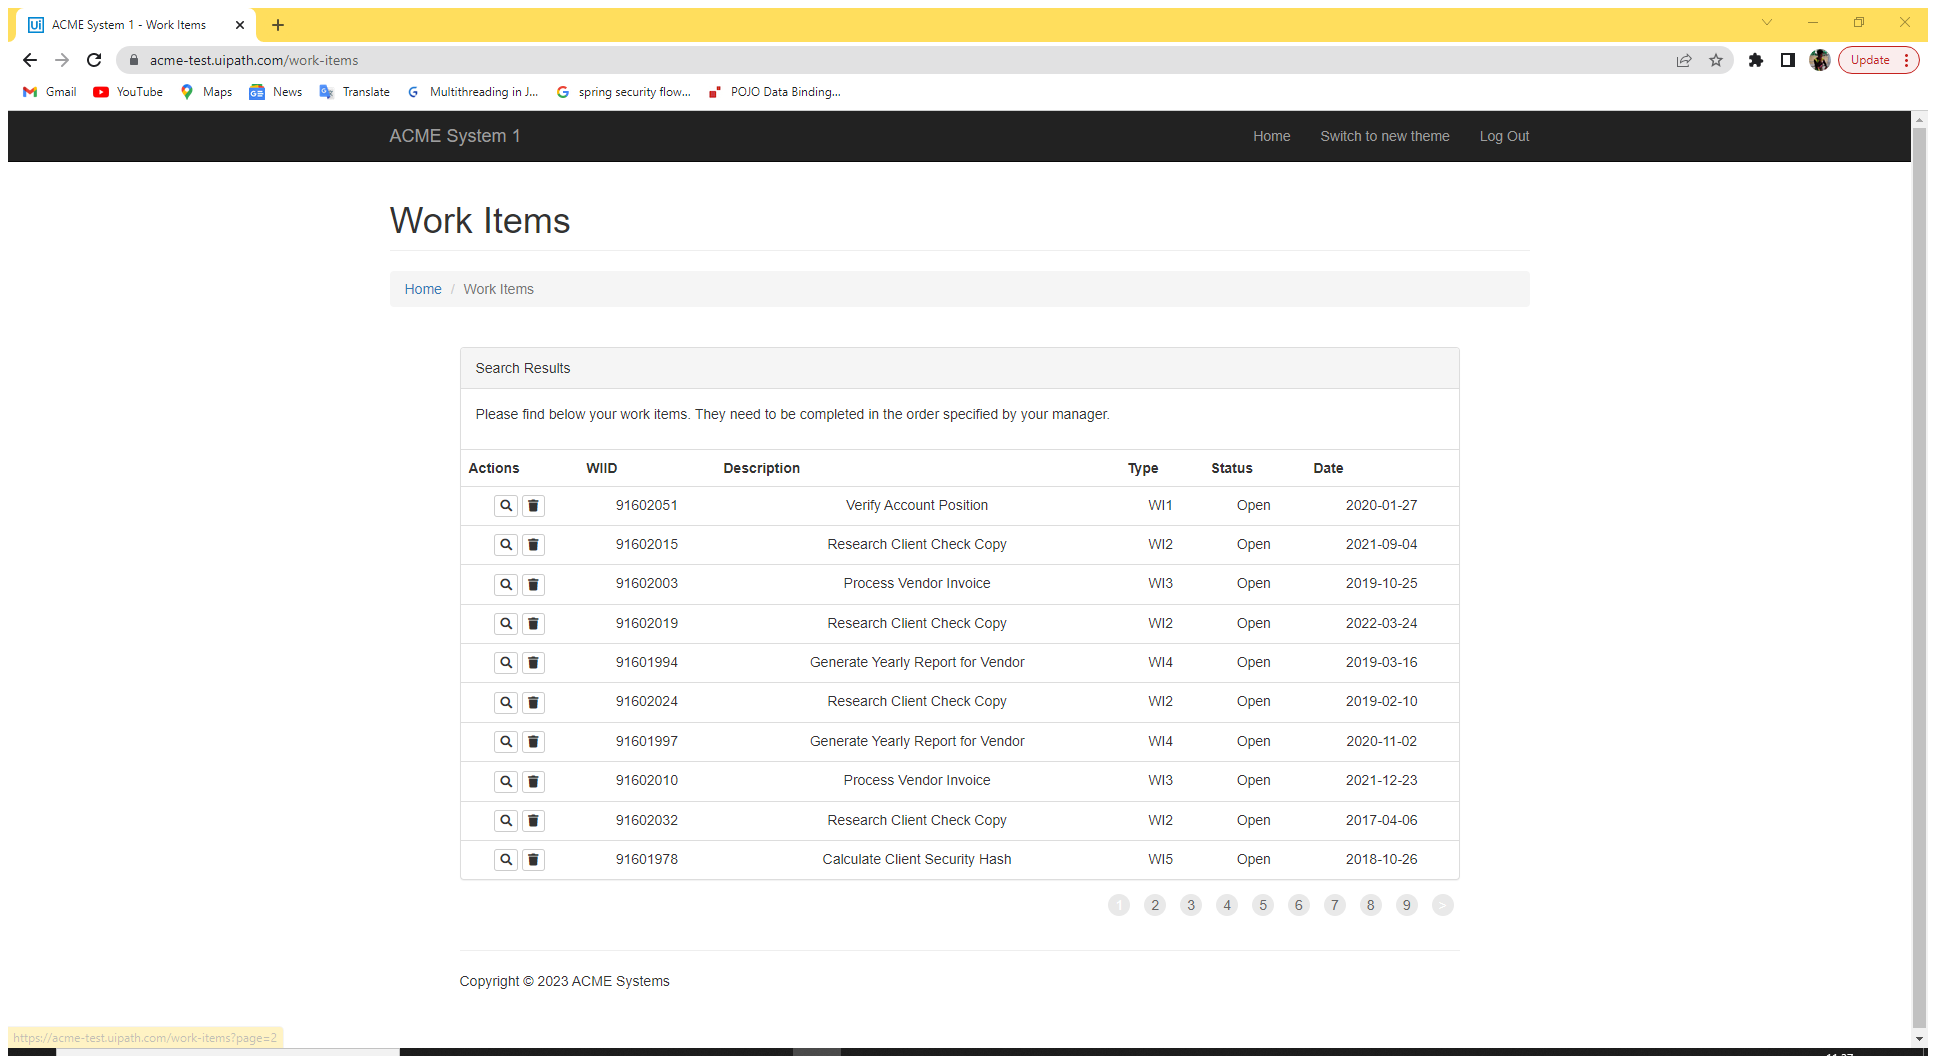 ACME System 1 - Work Items
acme-test.uipath.com/work-items
Update
Gmail YouTube Maps News Translate Multithreading in J... spring security flow... POJO Data Binding...
ACME System 1 Home Switch to new theme Log Out
Work Items
Home / Work Items
Search Results
Please find below your work items. They need to be completed in the order specified by your manager.
Actions WIID Description Type Status Date
91602051 Verify Account Position WI1 Open 2020-01-27
91602015 Research Client Check Copy WI2 Open 2021-09-04
91602003 Process Vendor Invoice WI3 Open 2019-10-25
91602019 Research Client Check Copy WI2 Open 2022-03-24
91601994 Generate Yearly Report for Vendor WI4 Open 2019-03-16
91602024 Research Client Check Copy WI2 Open 2019-02-10
91601997 Generate Yearly Report for Vendor WI4 Open 2020-11-02
91602010 Process Vendor Invoice WI3 Open 2021-12-23
91602032 Research Client Check Copy WI2 Open 2017-04-06
91601978 Calculate Client Security Hash WI5 Open 2018-10-26
1 2 3 4 5 6 7 8 9 >
Copyright © 2023 ACME Systems
https://acme-test.uipath.com/work-items?page=2